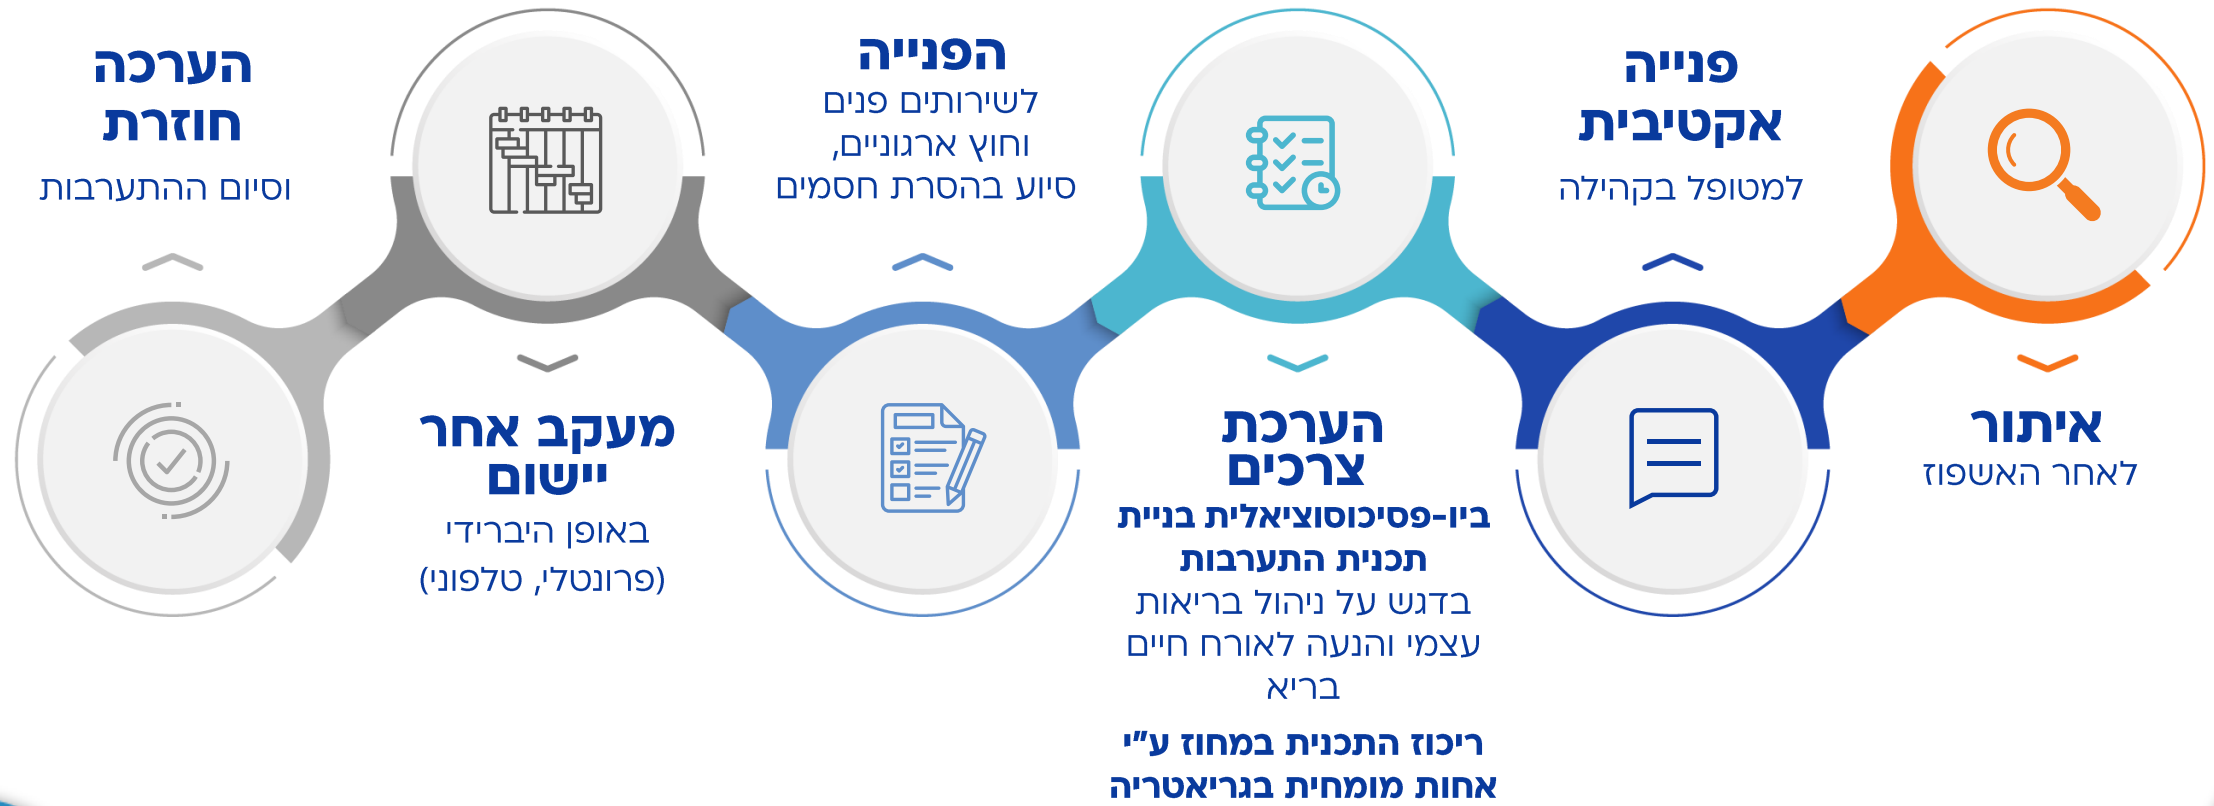 איתור
לאחר האשפוז
פנייה
אקטיבית
למטופל בקהילה
הערכת
צרכים
ביו-פסיכוסוציאלית בניית
תכנית התערבות
בדגש על ניהול בריאות
עצמי והנעה לאורח חיים
בריא
ריכוז התכנית במחוז ע"י
אחות מומחית בגריאטריה
הפנייה
לשירותים פנים
וחוץ ארגוניים,
סיוע בהסרת חסמים
מעקב אחר
יישום
באופן היברידי
(פרונטלי, טלפוני)
הערכה
חוזרת
וסיום ההתערבות